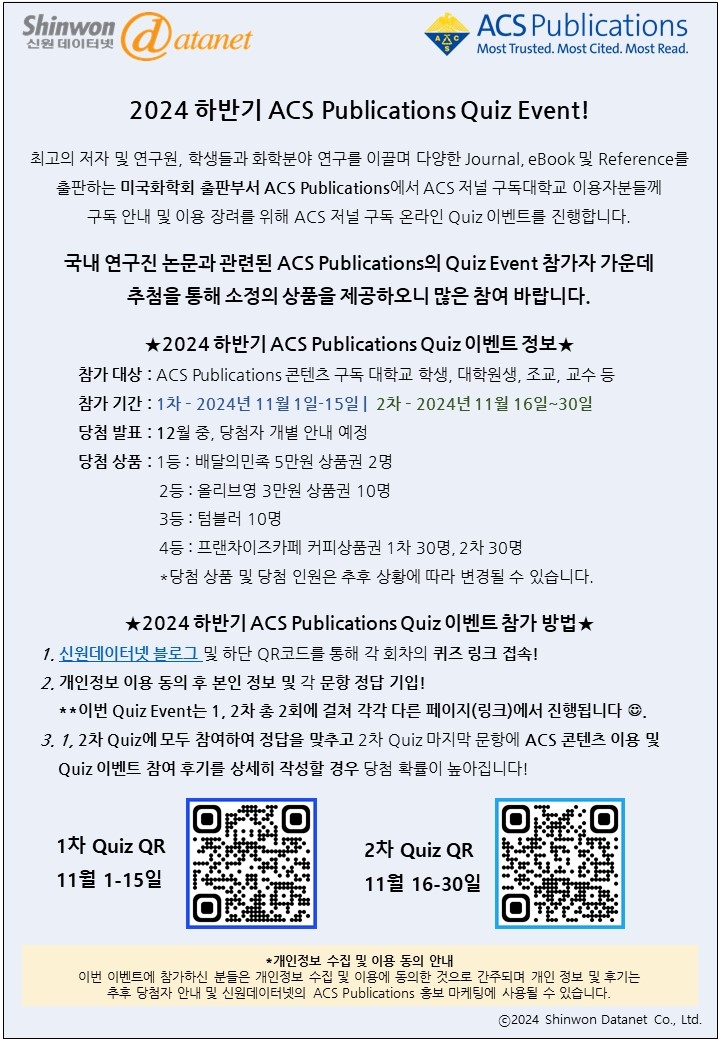 Shinwon
신원 데이터넷
datanet
ACS Publications
Most Trusted. Most Cited. Most Read.
2024 하반기 ACS Publications Quiz Event!
최고의 저자 및 연구원, 학생들과 화학분야 연구를 이끌며 다양한 Journal, eBook 및 Reference를
출판하는 미국화학회 출판부서 ACS Publications에서 ACS 저널 구독대학교 이용자분들께
구독 안내 및 이용 장려를 위해 ACS 저널 구독 온라인 Quiz 이벤트를 진행합니다.
국내 연구진 논문과 관련된 ACS Publications의 Quiz Event 참가자 가운데
추첨을 통해 소정의 상품을 제공하오니 많은 참여 바랍니다.
★2024 하반기 ACS Publications Quiz 이벤트 정보★
참가 대상 : ACS Publications 콘텐츠 구독 대학교 학생, 대학원생, 조교, 교수 등
참가 기간 : 1차 – 2024년 11월 1일-15일 | 2차 – 2024년 11월 16일~30일
당첨 발표 : 12월 중, 당첨자 개별 안내 예정
당첨 상품 : 1등 : 배달의민족 5만원 상품권 2명
2등 : 올리브영 3만원 상품권 10명
3등 : 텀블러 10명
4등 : 프랜차이즈카페 커피상품권 1차 30명, 2차 30명
*당첨 상품 및 당첨 인원은 추후 상황에 따라 변경될 수 있습니다.
★2024 하반기 ACS Publications Quiz 이벤트 참가 방법★
1. 신원데이터넷 블로그 및 하단 QR코드를 통해 각 회차의 퀴즈 링크 접속!
2. 개인정보 이용 동의 후 본인 정보 및 각 문항 정답 기입!
**이번 Quiz Event는 1, 2차 총 2회에 걸쳐 각각 다른 페이지(링크)에서 진행됩니다 ☺.
3. 1, 2차 Quiz에 모두 참여하여 정답을 맞추고 2차 Quiz 마지막 문항에 ACS 콘텐츠 이용 및
Quiz 이벤트 참여 후기를 상세히 작성할 경우 당첨 확률이 높아집니다!
1차 Quiz QR
11월 1-15일
2차 Quiz QR
11월 16-30일
*개인정보 수집 및 이용 동의 안내
이번 이벤트에 참가하신 분들은 개인정보 수집 및 이용에 동의한 것으로 간주되며 개인 정보 및 후기는
추후 당첨자 안내 및 신원데이터넷의 ACS Publications 홍보 마케팅에 사용될 수 있습니다.
ⓒ2024 Shinwon Datanet Co., Ltd.